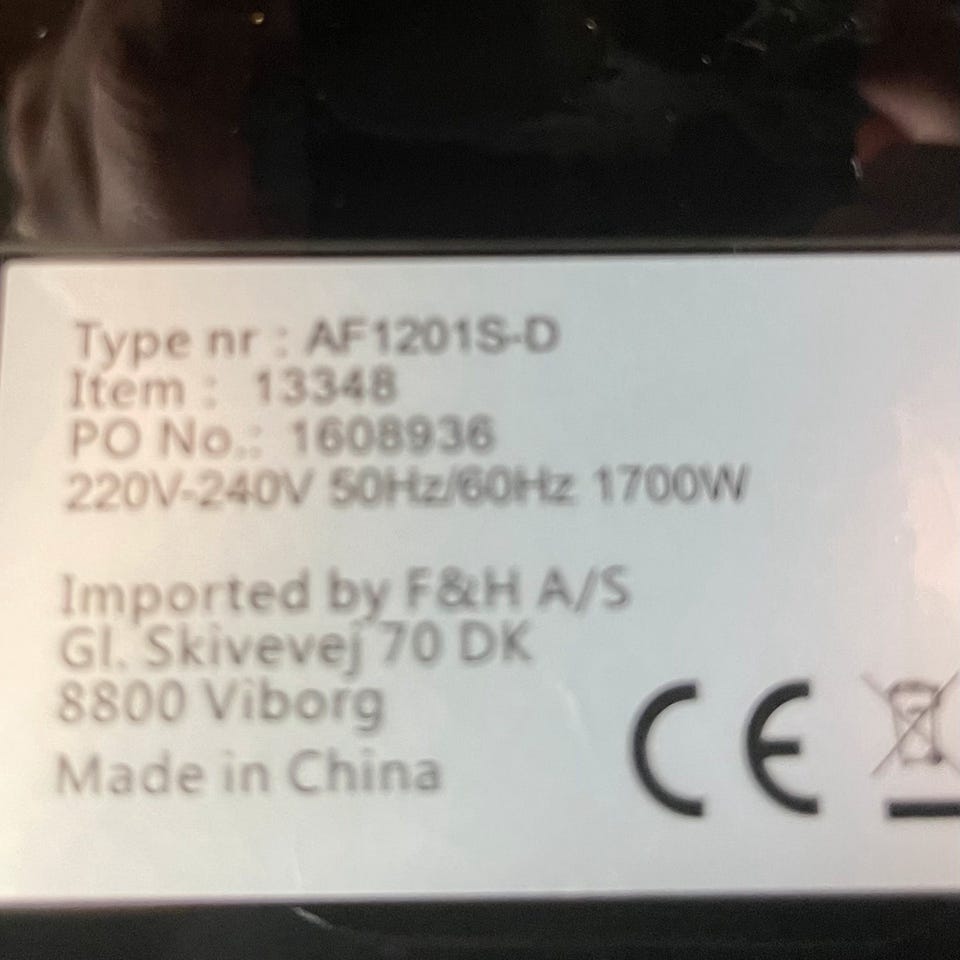 Type nr : AF1201S-D
Item : 13348
PO No.: 1608936
220V-240V 50Hz/60Hz 1700W
Imported by F&H A/S
Gl. Skivevej 70 DK
8800 Viborg
Made in China
CE